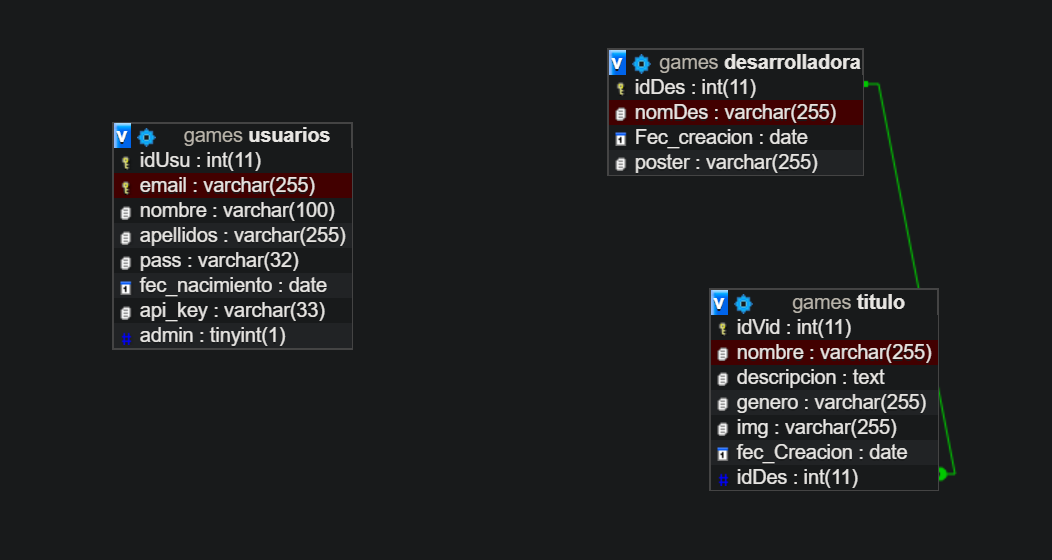 v games desarrolladora
idDes : int(11)
nomDes : varchar(255)
Fec_creacion : date
poster : varchar(255)
v games usuarios
idUsu : int(11)
email : varchar(255)
nombre : varchar(100)
apellidos : varchar(255)
pass : varchar(32)
fec_nacimiento : date
api_key : varchar(33)
# admin : tinyint(1)
v games titulo
idVid : int(11)
nombre : varchar(255)
descripcion : text
genero : varchar(255)
img : varchar(255)
fec_Creacion : date
# idDes : int(11)